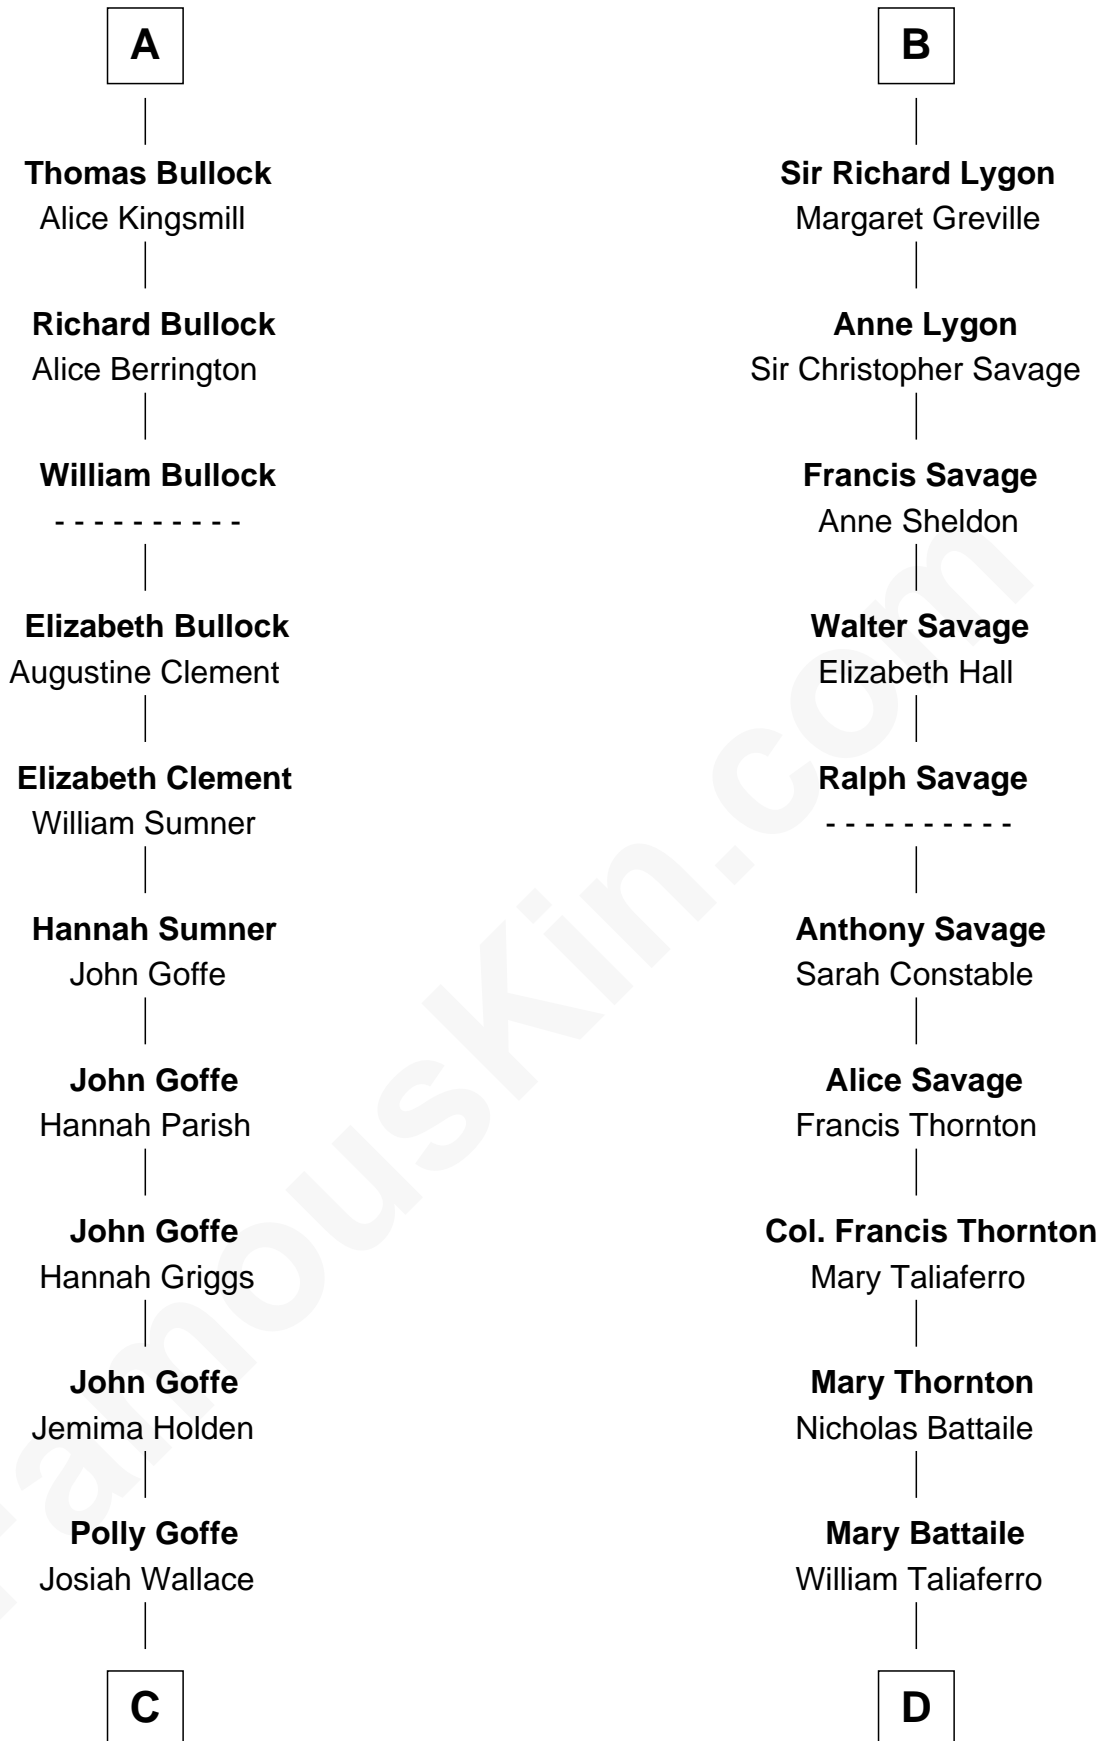 A
Thomas Bullock
Alice Kingsmill
Richard Bullock
Alice Berrington
William Bullock
- - - - - - - - - -
Elizabeth Bullock
Augustine Clement
Elizabeth Clement
William Sumner
Hannah Sumner
John Goffe
John Goffe
Hannah Parish
John Goffe
Hannah Griggs
John Goffe
Jemima Holden
Polly Goffe
Josiah Wallace
C
B
Sir Richard Lygon
Margaret Greville
Anne Lygon
Sir Christopher Savage
Francis Savage
Anne Sheldon
Walter Savage
Elizabeth Hall
Ralph Savage
- - - - - - - - - -
Anthony Savage
Sarah Constable
Alice Savage
Francis Thornton
Col. Francis Thornton
Mary Taliaferro
Mary Thornton
Nicholas Battaile
Mary Battaile
William Taliaferro
D
FamousKin.com